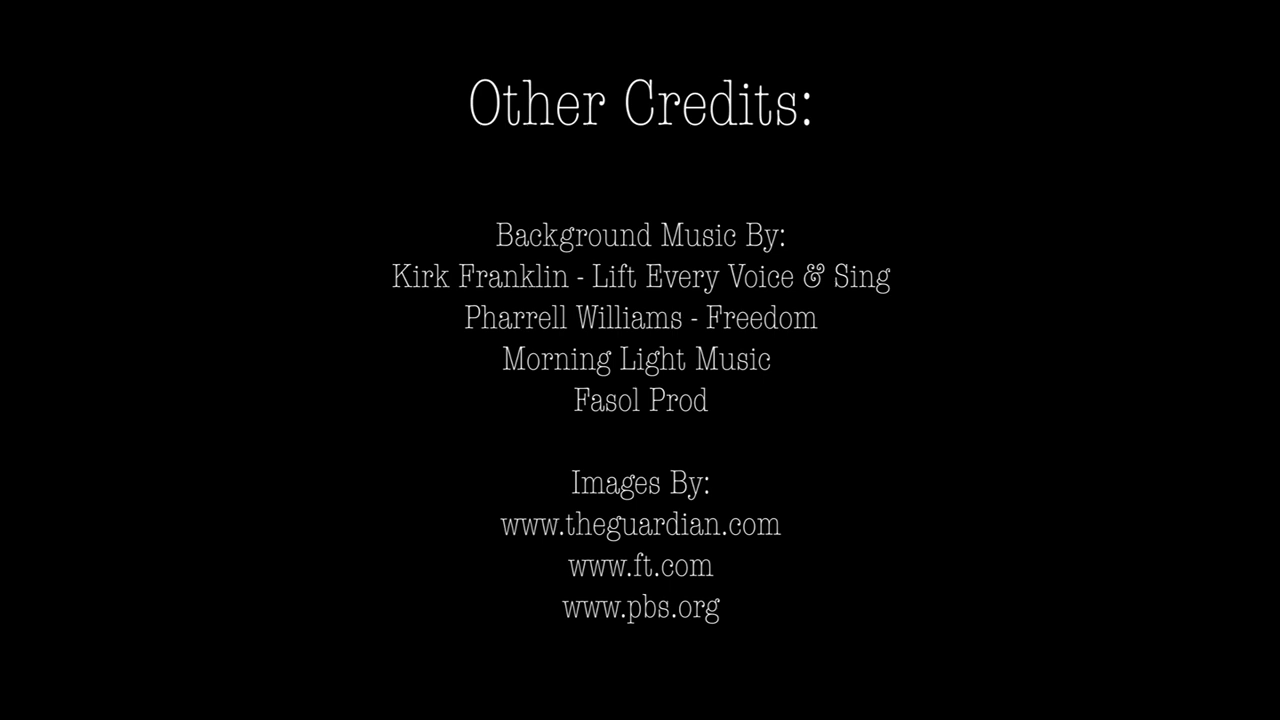 Other Credits:
Background Music By:
Kirk Franklin - Lift Every Voice & Sing
Pharrell Williams - Freedom
Morning Light Music
Fasol Prod
Images By:
www.theguardian.com
www.ft.com
www.pbs.org